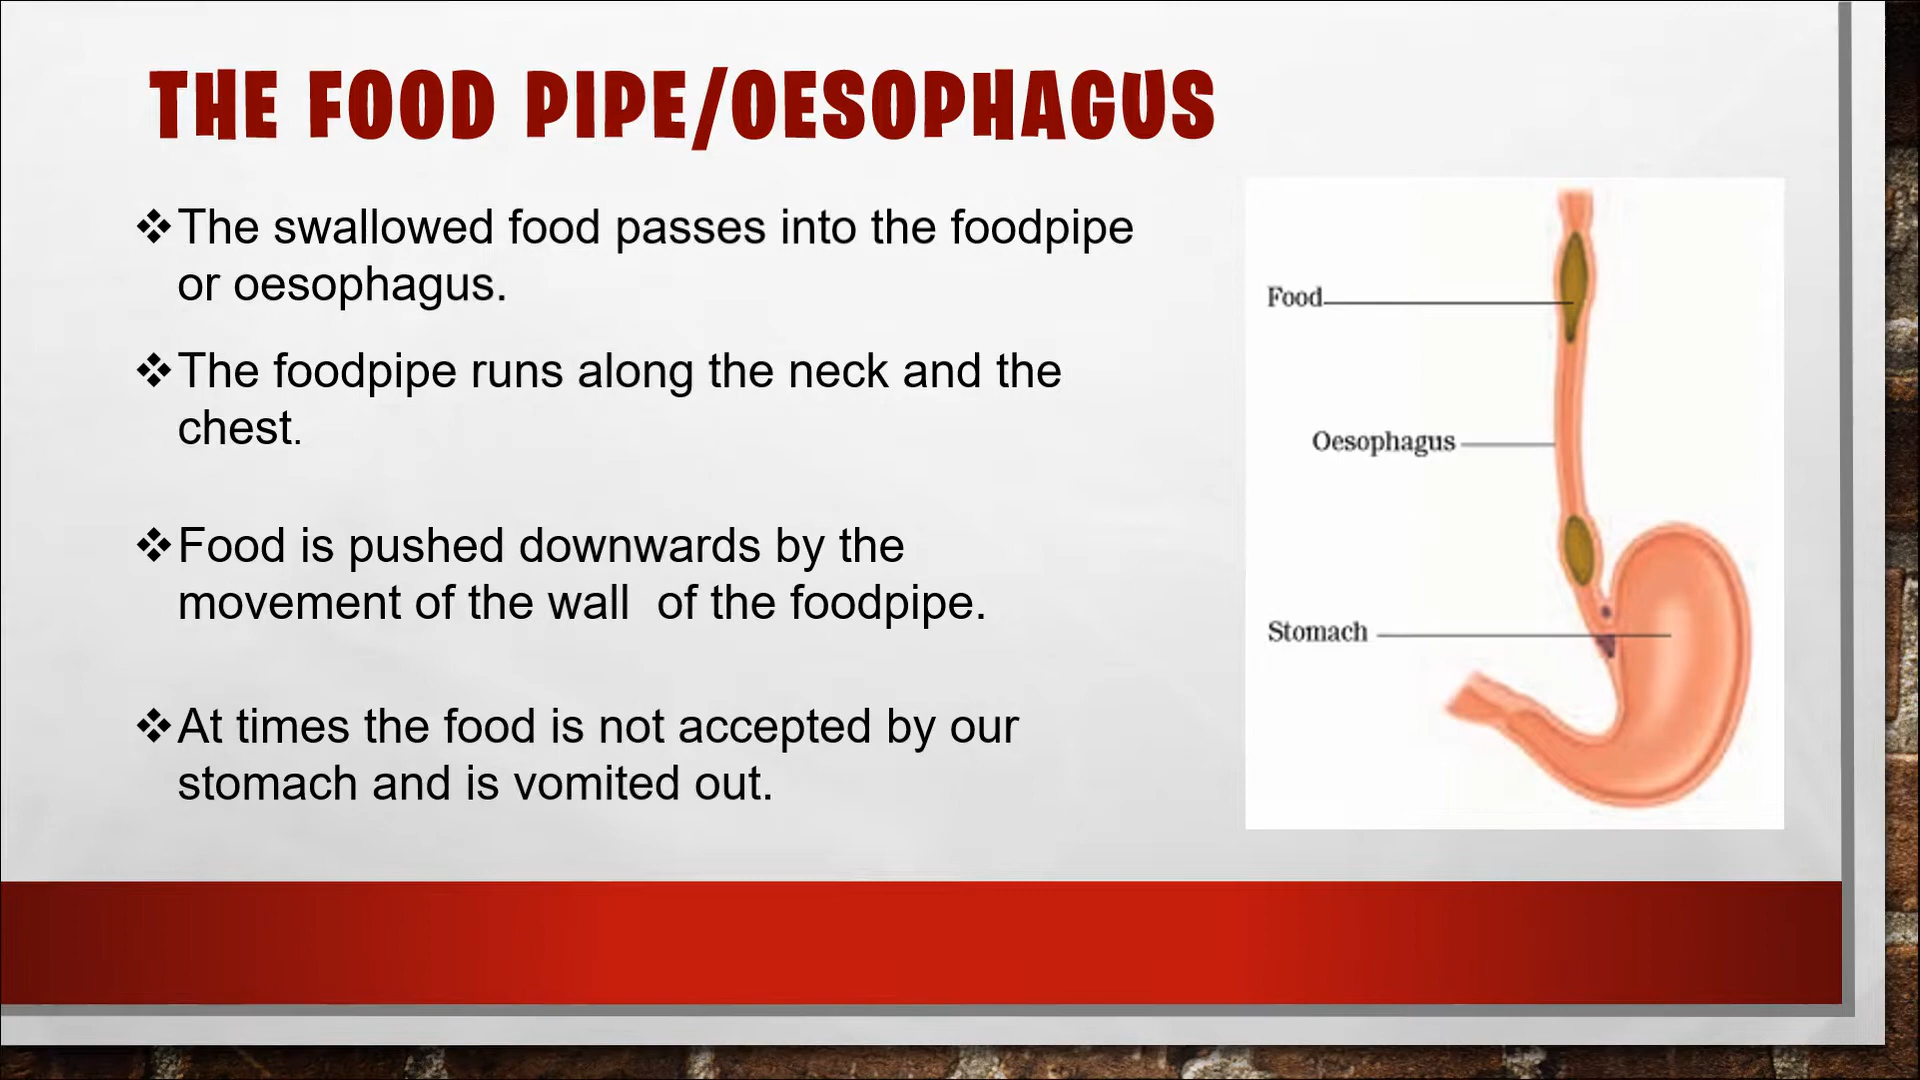 THE FOOD PIPE/OESOPHAGUS
❖The swallowed food passes into the foodpipe
or oesophagus.
❖The foodpipe runs along the neck and the
chest.
❖Food is pushed downwards by the
movement of the wall  of the foodpipe.
❖At times the food is not accepted by our
stomach and is vomited out.
Food
Oesophagus
Stomach